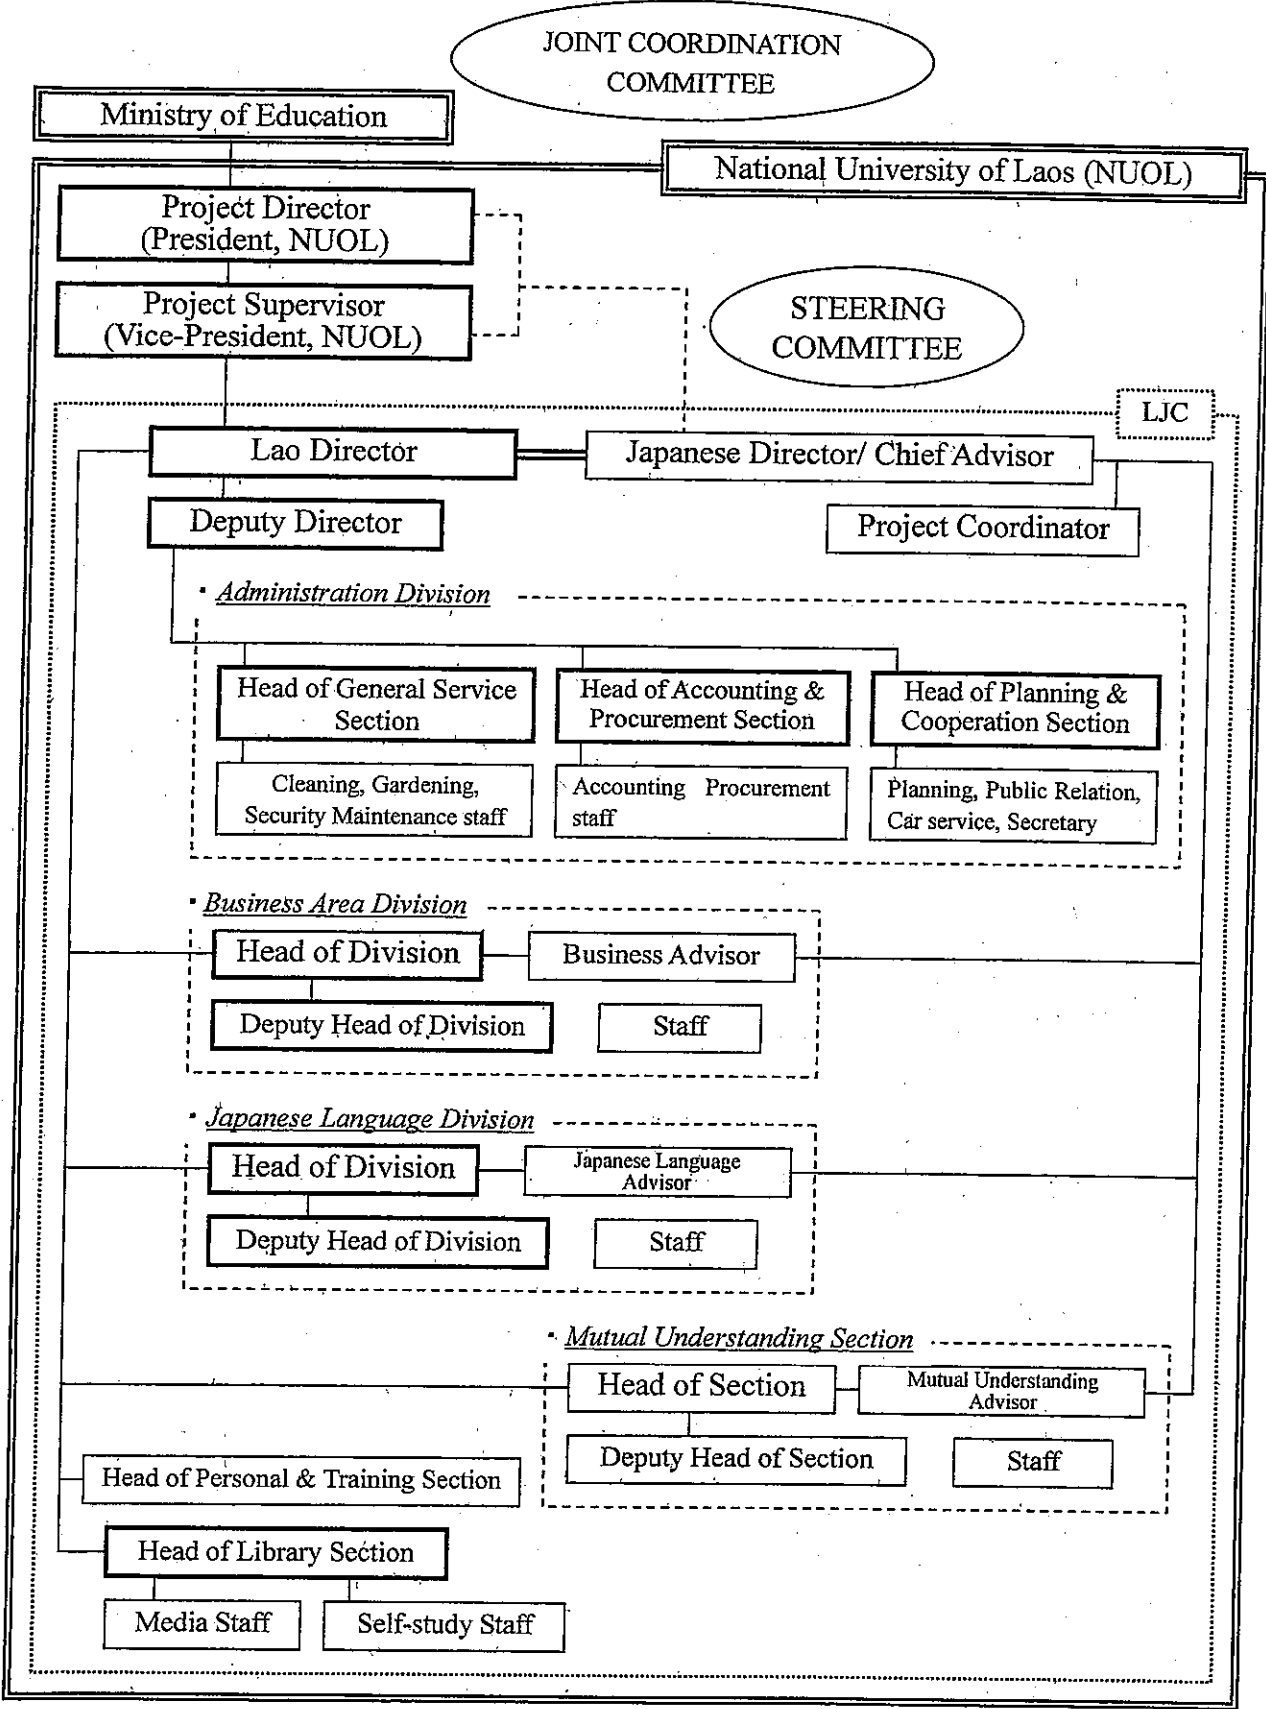 JOINT COORDINATION
COMMITTEE
Ministry of Education
National University of Laos (NUOL)
Project Director
(President, NUOL)
Project Supervisor
(Vice-President, NUOL)
STEERING
COMMITTEE
LJC
Lao Director
Japanese Director/ Chief Advisor
Deputy Director
Project Coordinator
Administration Division
Head of General Service
Section
Head of Accounting &
Procurement Section
Head of Planning &
Cooperation Section
Cleaning, Gardening,
Security Maintenance staff
Accounting Procurement
staff
Planning, Public Relation,
Car service, Secretary
Business Area Division
Head of Division
Business Advisor
Deputy Head of Division
Staff
Japanese Language Division
Head of Division
Japanese Language
Advisor
Deputy Head of Division
Staff
Mutual Understanding Section
Head of Section
Mutual Understanding
Advisor
Deputy Head of Section
Staff
Head of Personal & Training Section
Head of Library Section
Media Staff
Self-study Staff